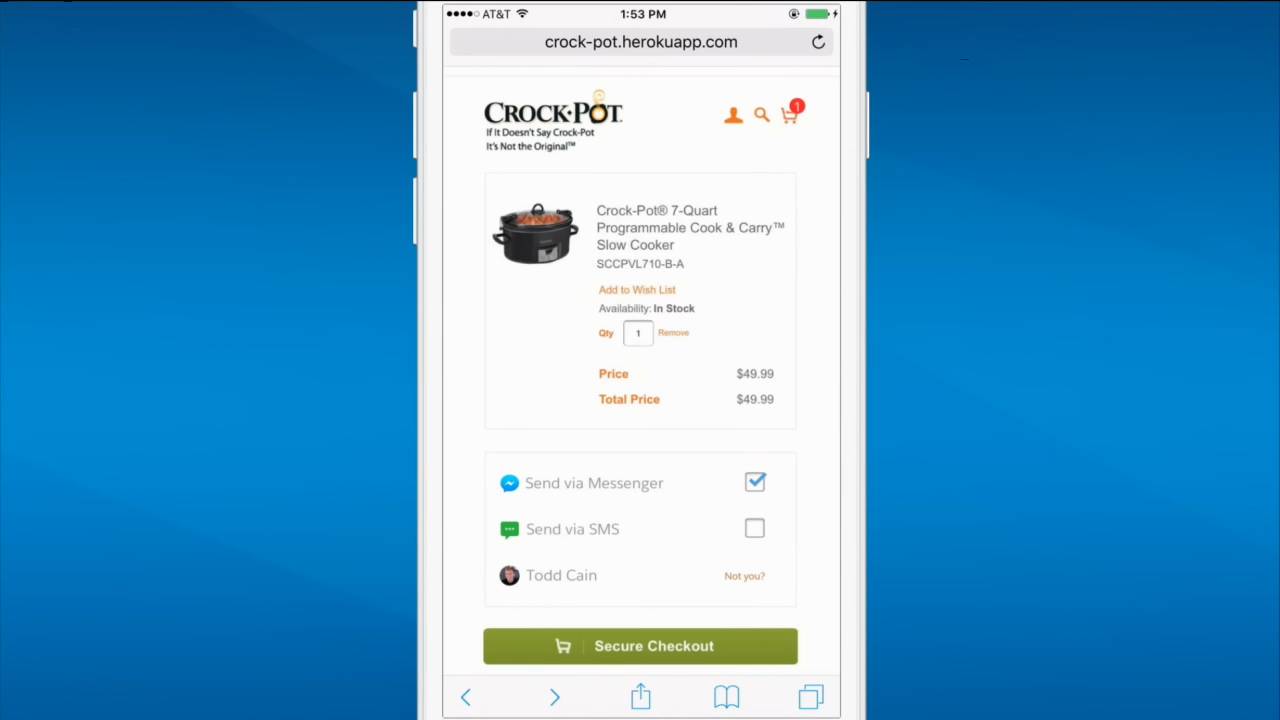 AT&T
1:53 PM
crock-pot.herokuapp.com
CROCK·POT
If It Doesn't Say Crock-Pot
It's Not the Original™
1
Crock-Pot® 7-Quart
Programmable Cook & Carry™
Slow Cooker
SCCPVL710-B-A
Add to Wish List
Availability: In Stock
Qty 1 Remove
Price $49.99
Total Price $49.99
Send via Messenger
Send via SMS
Todd Cain Not you?
Secure Checkout